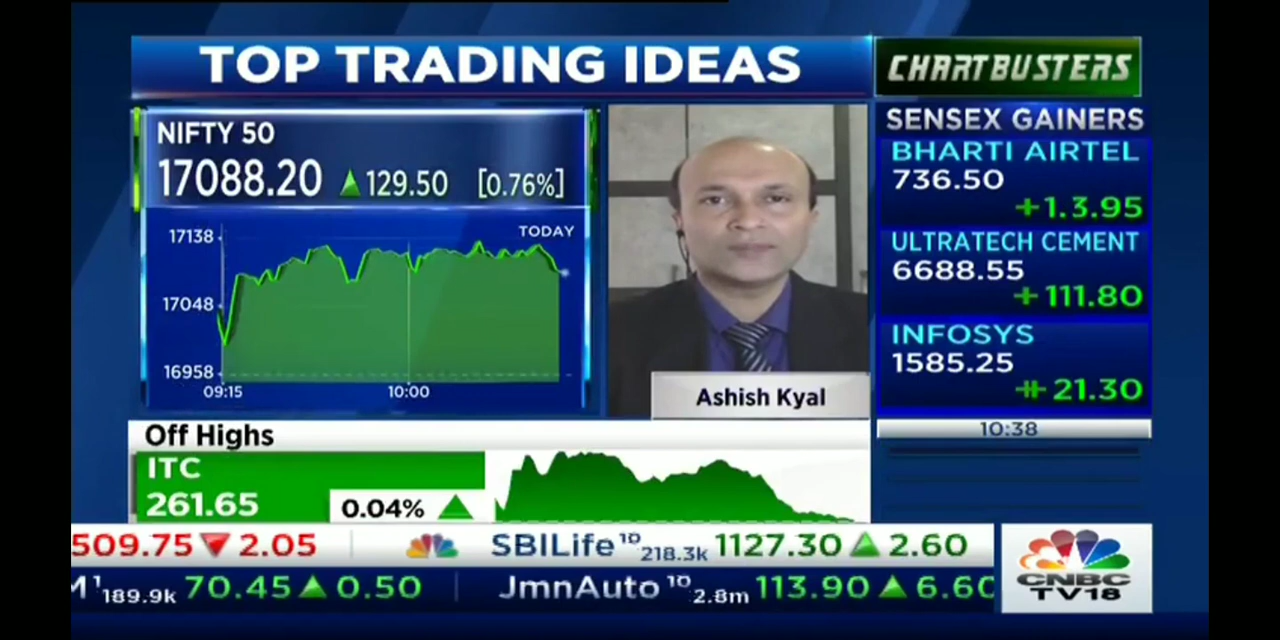 TOP TRADING IDEAS
CHARTBUSTERS
NIFTY 50
17088.20 ▲ 129.50 [0.76%]
TODAY
17138
17048
16958
09:15 10:00
Ashish Kyal
SENSEX GAINERS
BHARTI AIRTEL
736.50
+1.3.95
ULTRATECH CEMENT
6688.55
+111.80
INFOSYS
1585.25
+21.30
10:38
Off Highs
ITC
261.65
0.04% ▲
509.75 ▼ 2.05 SBILife 1D 218.3k 1127.30 ▲ 2.60
M 1 189.9k 70.45 ▲ 0.50 JmnAuto 1D 2.8m 113.90 ▲ 6.60
CNBC
TV18